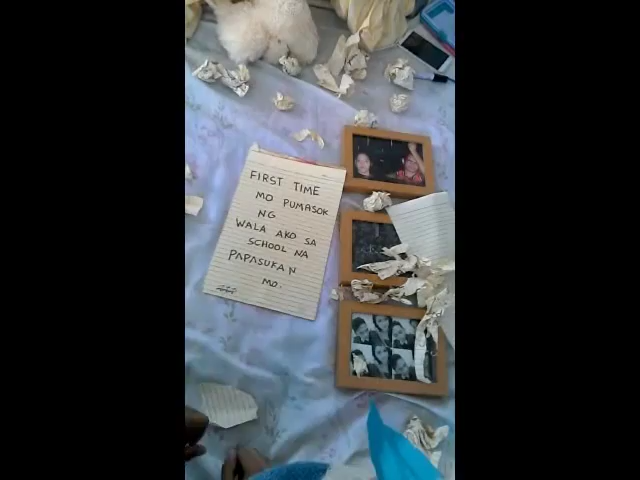 FIRST TIME
MO PUMASOK
NG
WALA AKO SA
SCHOOL NA
PAPASUKAN
MO.